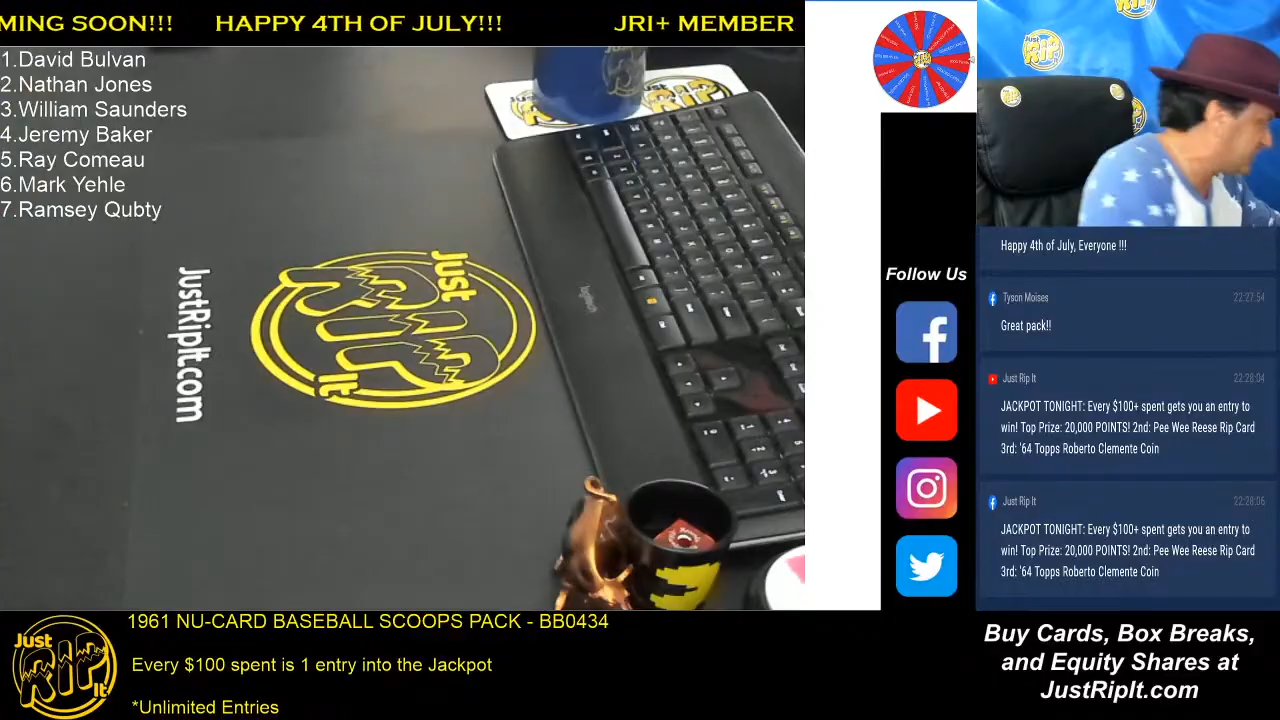 MING SOON!!! HAPPY 4TH OF JULY!!! JRI+ MEMBER
1.David Bulvan
2.Nathan Jones
3.William Saunders
4.Jeremy Baker
5.Ray Comeau
6.Mark Yehle
7.Ramsey Qubty
JustRipIt.com
Just
RIP
It
logitech
Follow Us
Happy 4th of July, Everyone !!!
Tyson Moises 22:27:54
Great pack!!
Just Rip It 22:28:04
JACKPOT TONIGHT: Every $100+ spent gets you an entry to
win! Top Prize: 20,000 POINTS! 2nd: Pee Wee Reese Rip Card
3rd: '64 Topps Roberto Clemente Coin
Just Rip It 22:28:06
JACKPOT TONIGHT: Every $100+ spent gets you an entry to
win! Top Prize: 20,000 POINTS! 2nd: Pee Wee Reese Rip Card
3rd: '64 Topps Roberto Clemente Coin
Just
RIP
It
1961 NU-CARD BASEBALL SCOOPS PACK - BB0434
Every $100 spent is 1 entry into the Jackpot
*Unlimited Entries
Buy Cards, Box Breaks,
and Equity Shares at
JustRipIt.com